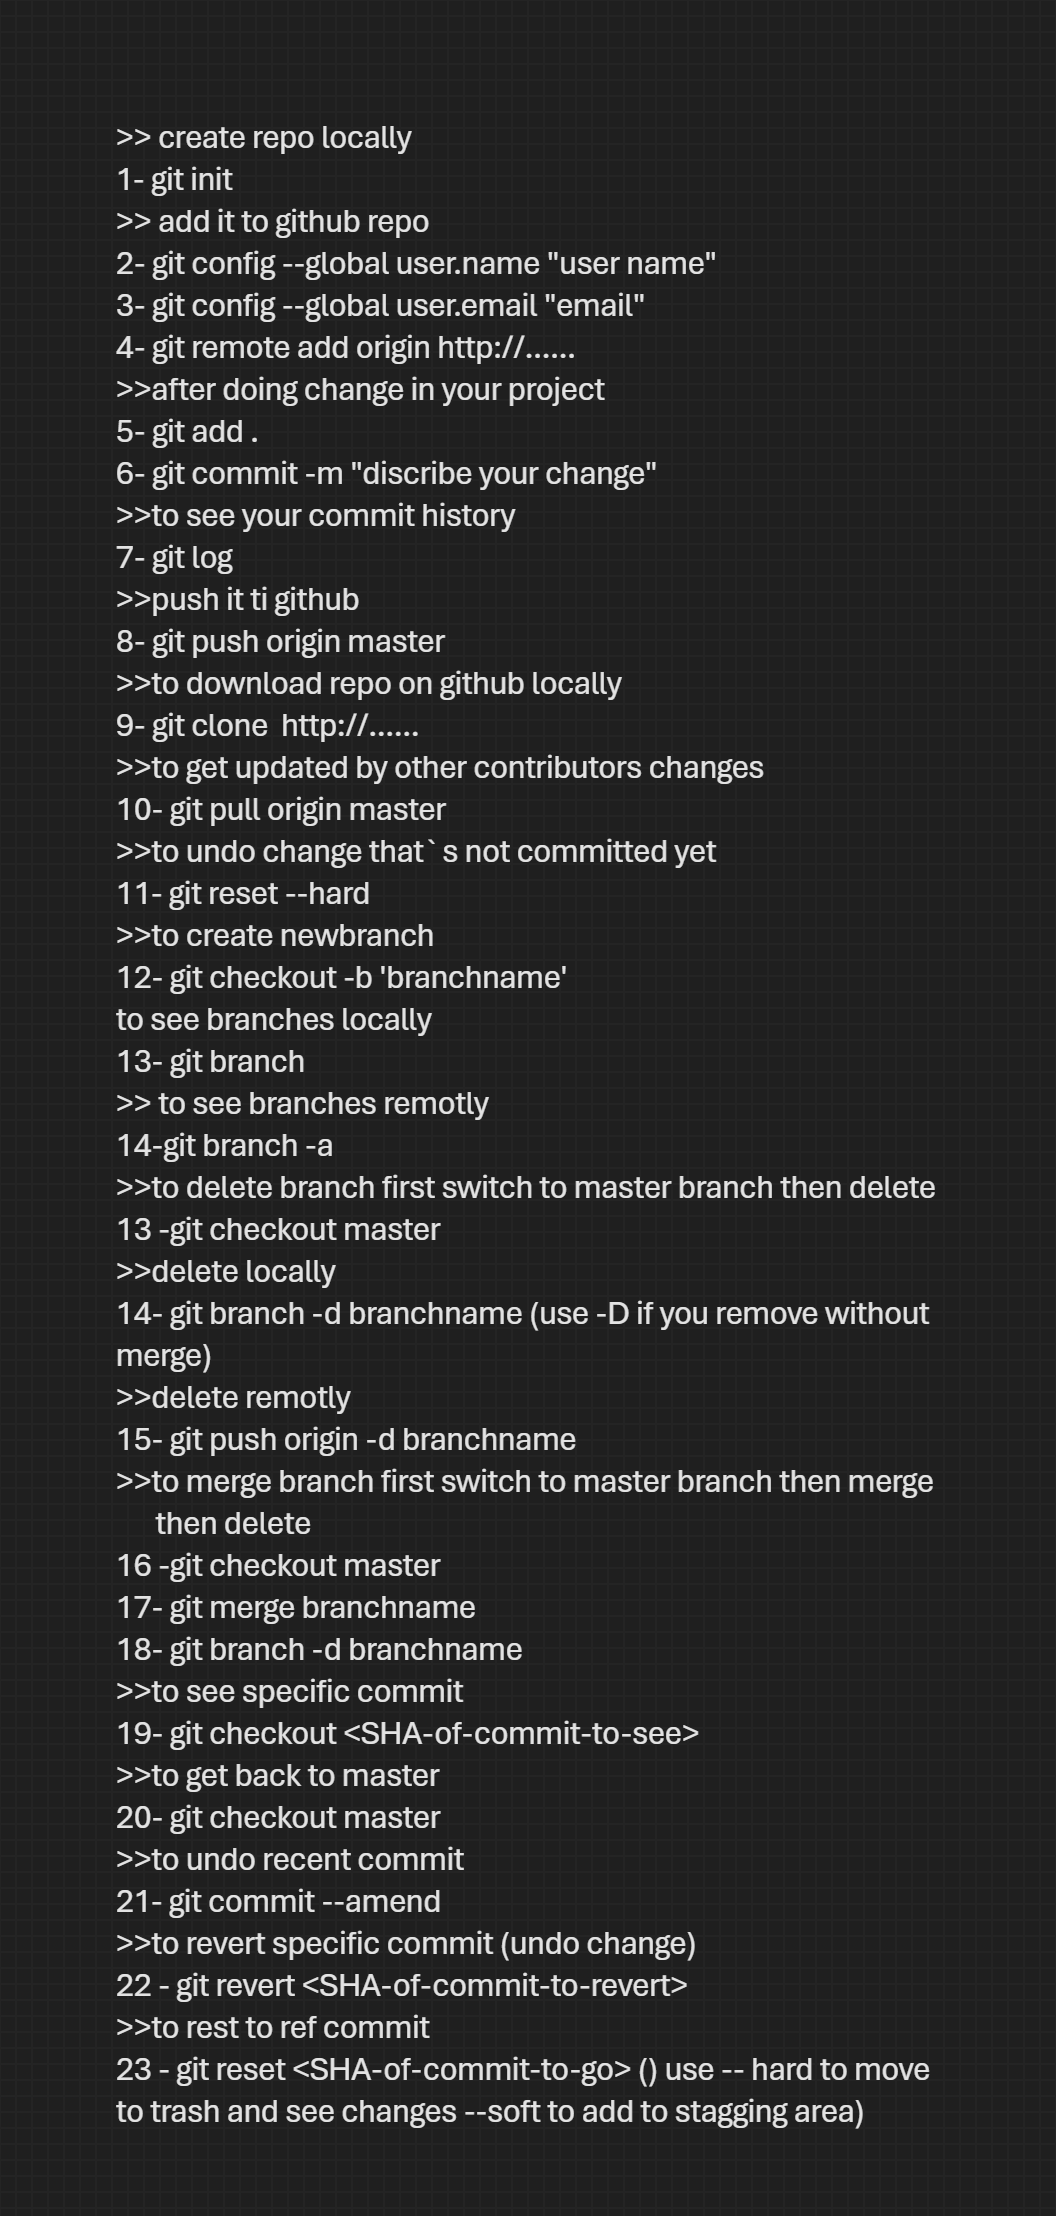 >> create repo locally
1- git init
>> add it to github repo
2- git config --global user.name "user name"
3- git config --global user.email "email"
4- git remote add origin http://......
>>after doing change in your project
5- git add .
6- git commit -m "discribe your change"
>>to see your commit history
7- git log
>>push it ti github
8- git push origin master
>>to download repo on github locally
9- git clone  http://......
>>to get updated by other contributors changes
10- git pull origin master
>>to undo change that` s not committed yet
11- git reset --hard
>>to create newbranch
12- git checkout -b 'branchname'
to see branches locally
13- git branch
>> to see branches remotly
14-git branch -a
>>to delete branch first switch to master branch then delete
13 -git checkout master
>>delete locally
14- git branch -d branchname (use -D if you remove without
merge)
>>delete remotly
15- git push origin -d branchname
>>to merge branch first switch to master branch then merge
then delete
16 -git checkout master
17- git merge branchname
18- git branch -d branchname
>>to see specific commit
19- git checkout <SHA-of-commit-to-see>
>>to get back to master
20- git checkout master
>>to undo recent commit
21- git commit --amend
>>to revert specific commit (undo change)
22 - git revert <SHA-of-commit-to-revert>
>>to rest to ref commit
23 - git reset <SHA-of-commit-to-go> () use -- hard to move
to trash and see changes --soft to add to stagging area)